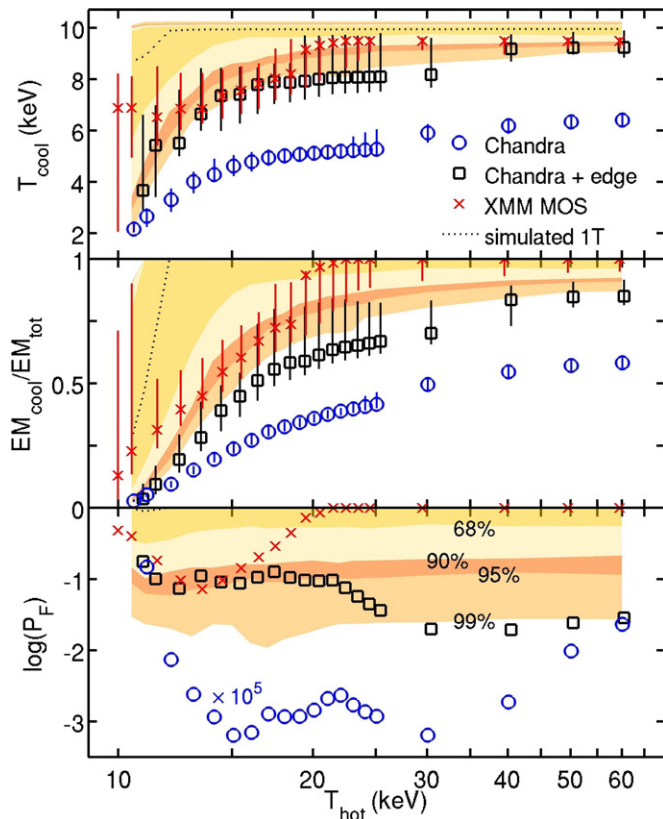 10
8
6
4
2
T_cool (keV)
Chandra
Chandra + edge
XMM MOS
simulated 1T
1
0.5
0
EM_cool/EM_tot
0
-1
-2
-3
log(P_F)
68%
90%
95%
99%
× 10^5
10 20 30 40 50 60
T_hot (keV)